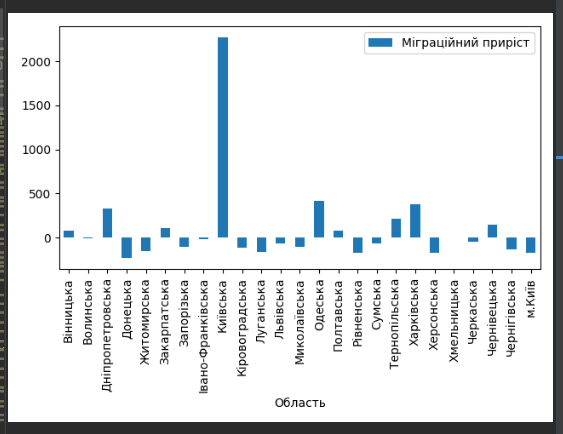 Міграційний приріст
2000
1500
1000
500
0
Вінницька
Волинська
Дніпропетровська
Донецька
Житомирська
Закарпатська
Запорізька
Івано-Франківська
Київська
Кіровоградська
Луганська
Львівська
Миколаївська
Одеська
Полтавська
Рівненська
Сумська
Тернопільська
Харківська
Херсонська
Хмельницька
Черкаська
Чернівецька
Чернігівська
м.Київ
Область